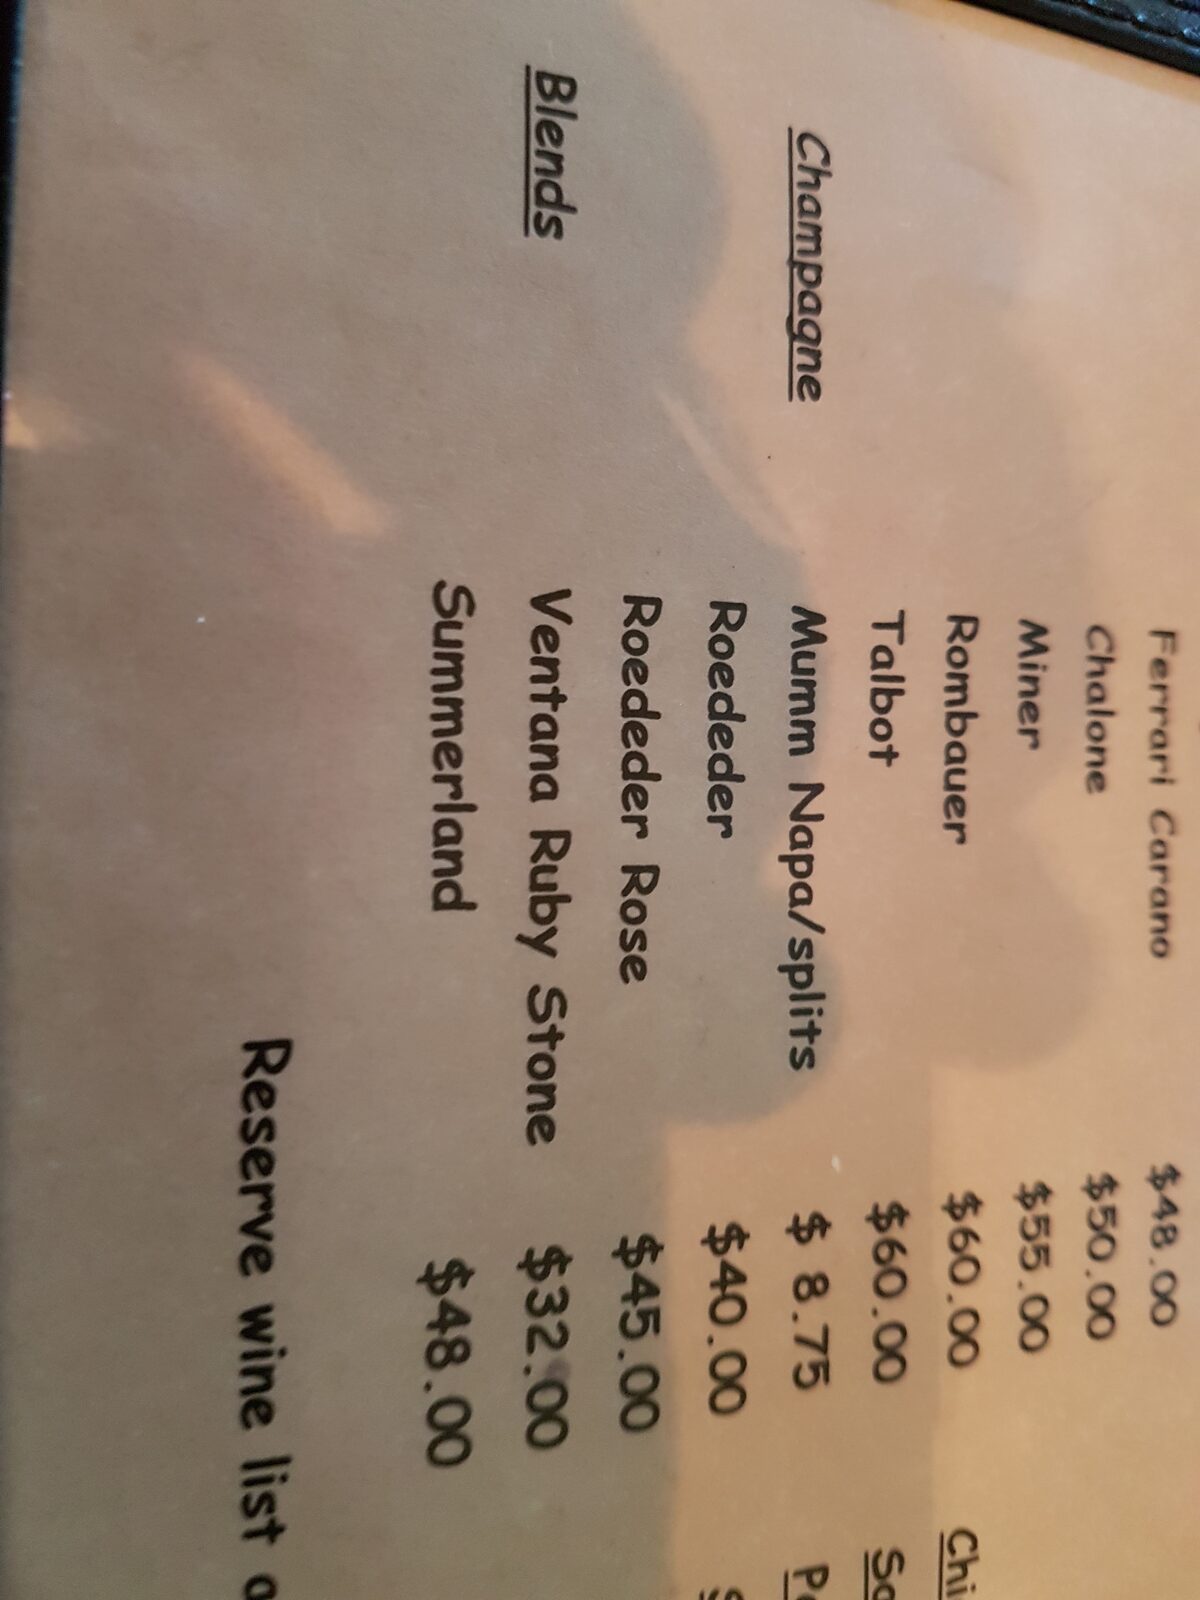 Ferrari Carano $48.00
Chalone $50.00
Miner $55.00
Rombauer $60.00
Talbot $60.00
Champagne Mumm Napa/splits $ 8.75
Roededer $40.00
Roededer Rose $45.00
Blends Ventana Ruby Stone $32.00
Summerland $48.00
Reserve wine list